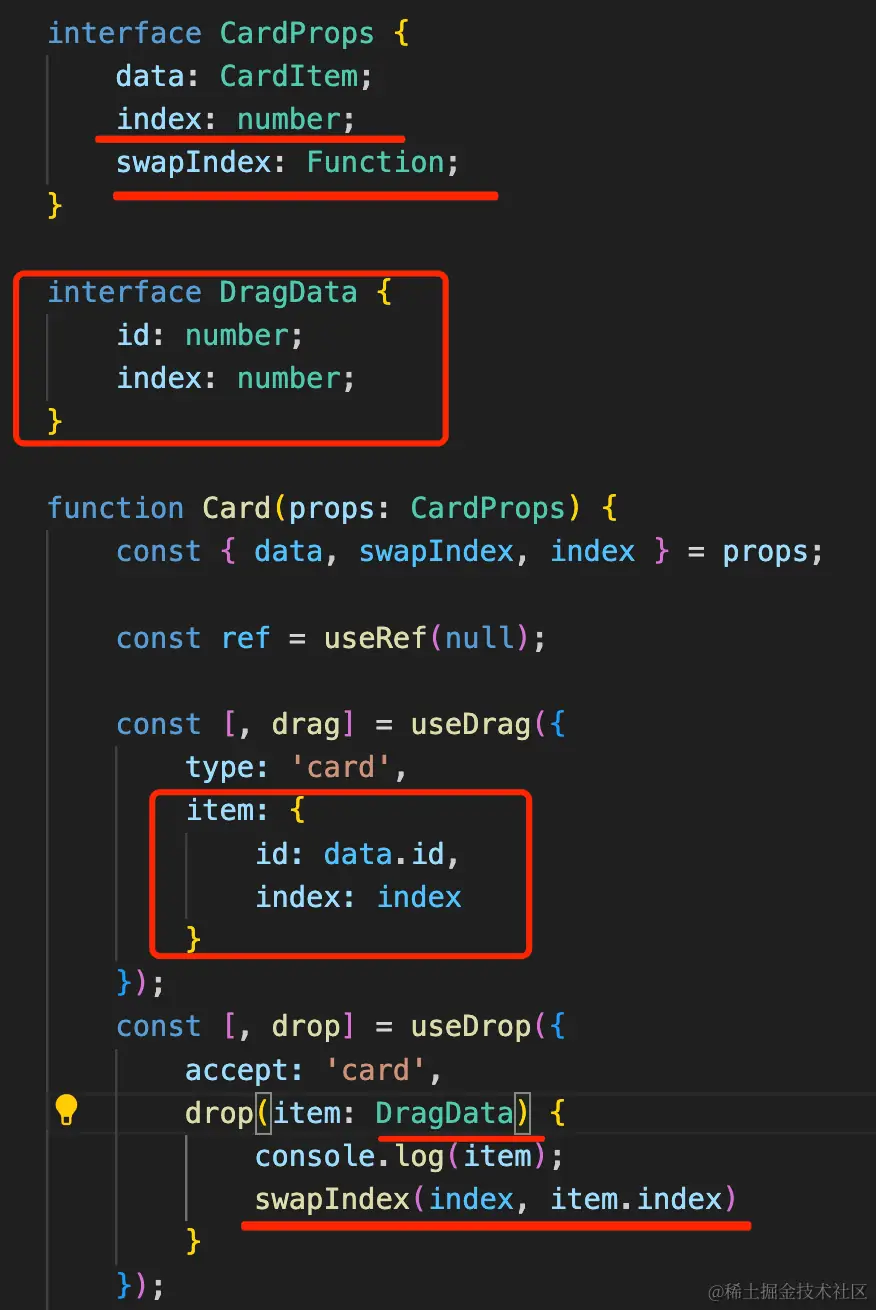 interface CardProps {
    data: CardItem;
    index: number;
    swapIndex: Function;
}
interface DragData {
    id: number;
    index: number;
}
function Card(props: CardProps) {
    const { data, swapIndex, index } = props;
    const ref = useRef(null);
    const [, drag] = useDrag({
        type: 'card',
        item: {
            id: data.id,
            index: index
        }
    });
    const [, drop] = useDrop({
        accept: 'card',
        drop(item: DragData) {
            console.log(item);
            swapIndex(index, item.index)
        }
    });
@稀土掘金技术社区